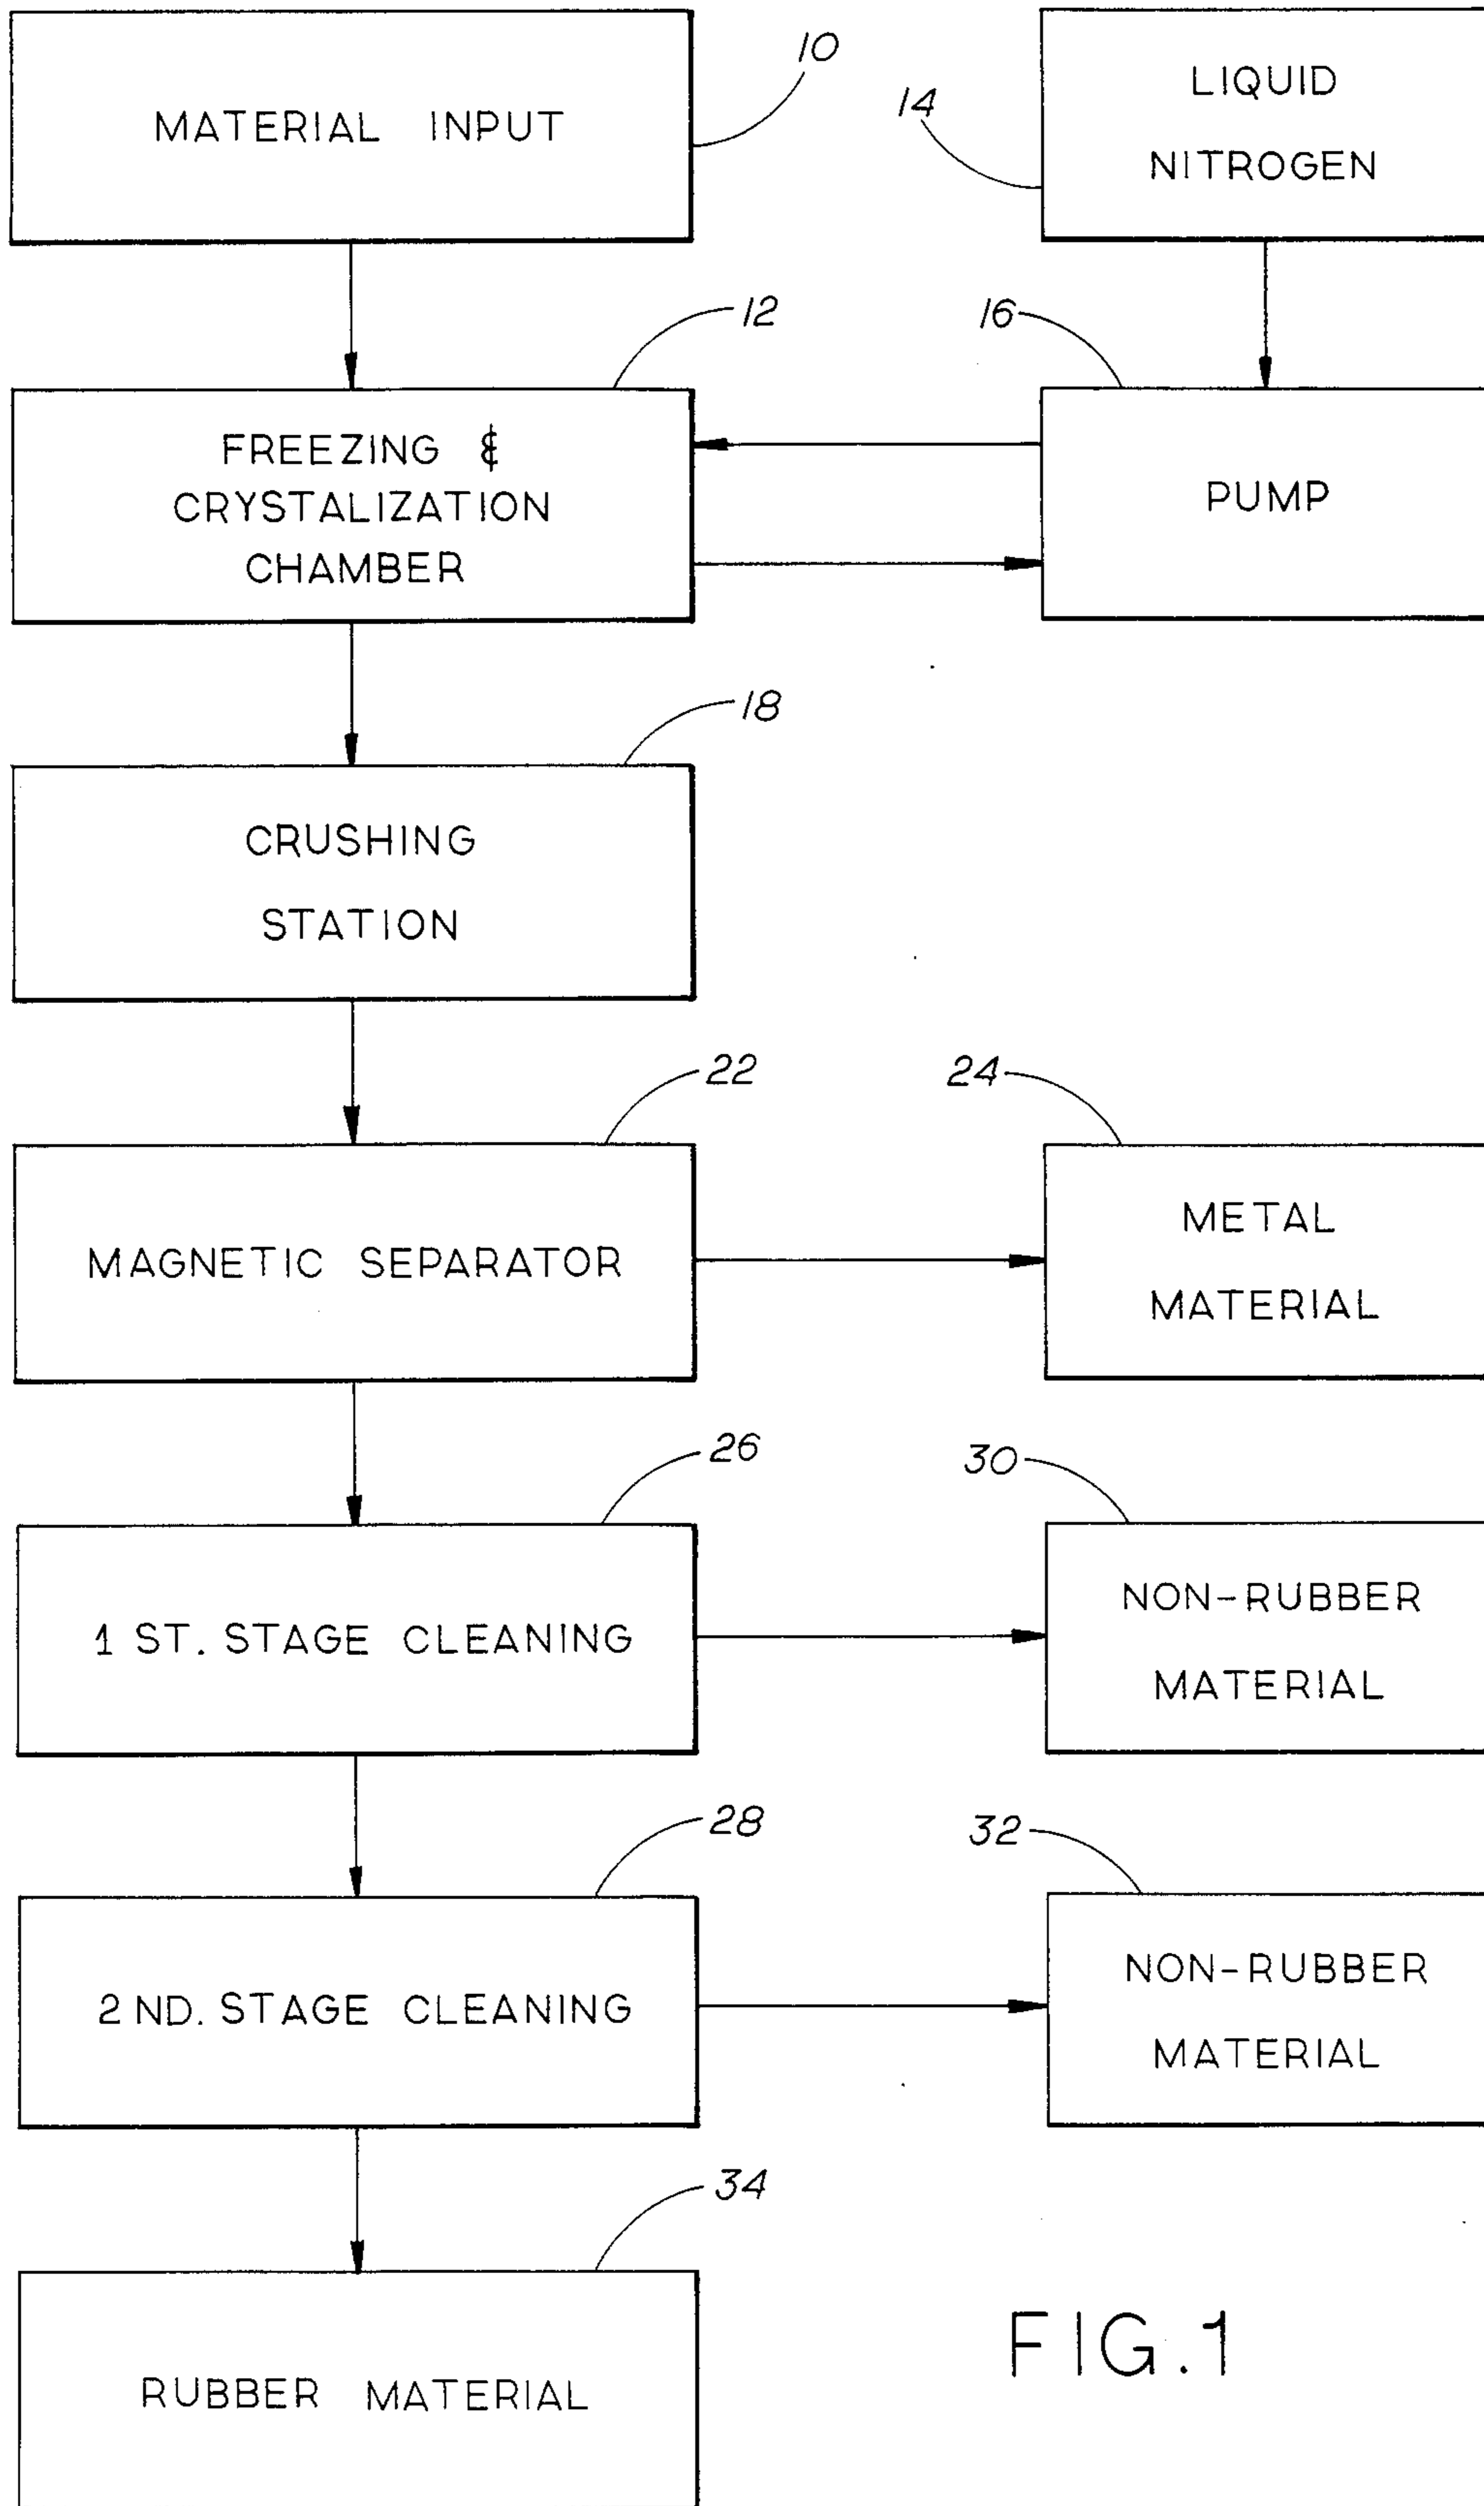 MATERIAL INPUT
10
LIQUID
NITROGEN
14
FREEZING &
CRYSTALIZATION
CHAMBER
12
PUMP
16
CRUSHING
STATION
18
MAGNETIC SEPARATOR
22
METAL
MATERIAL
24
1 ST. STAGE CLEANING
26
NON-RUBBER
MATERIAL
30
2 ND. STAGE CLEANING
28
NON-RUBBER
MATERIAL
32
RUBBER MATERIAL
34
FIG.1